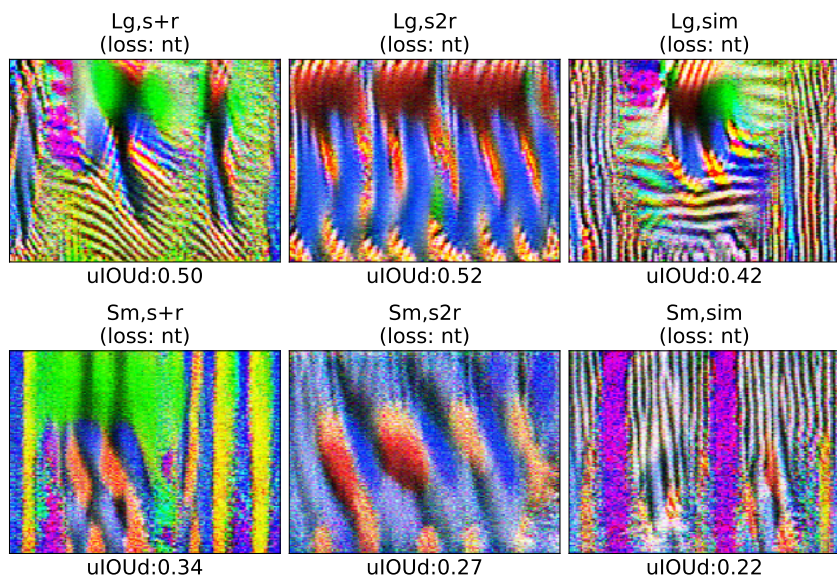 Lg,s+r
(loss: nt)
Lg,s2r
(loss: nt)
Lg,sim
(loss: nt)
uIOUd:0.50
uIOUd:0.52
uIOUd:0.42
Sm,s+r
(loss: nt)
Sm,s2r
(loss: nt)
Sm,sim
(loss: nt)
uIOUd:0.34
uIOUd:0.27
uIOUd:0.22